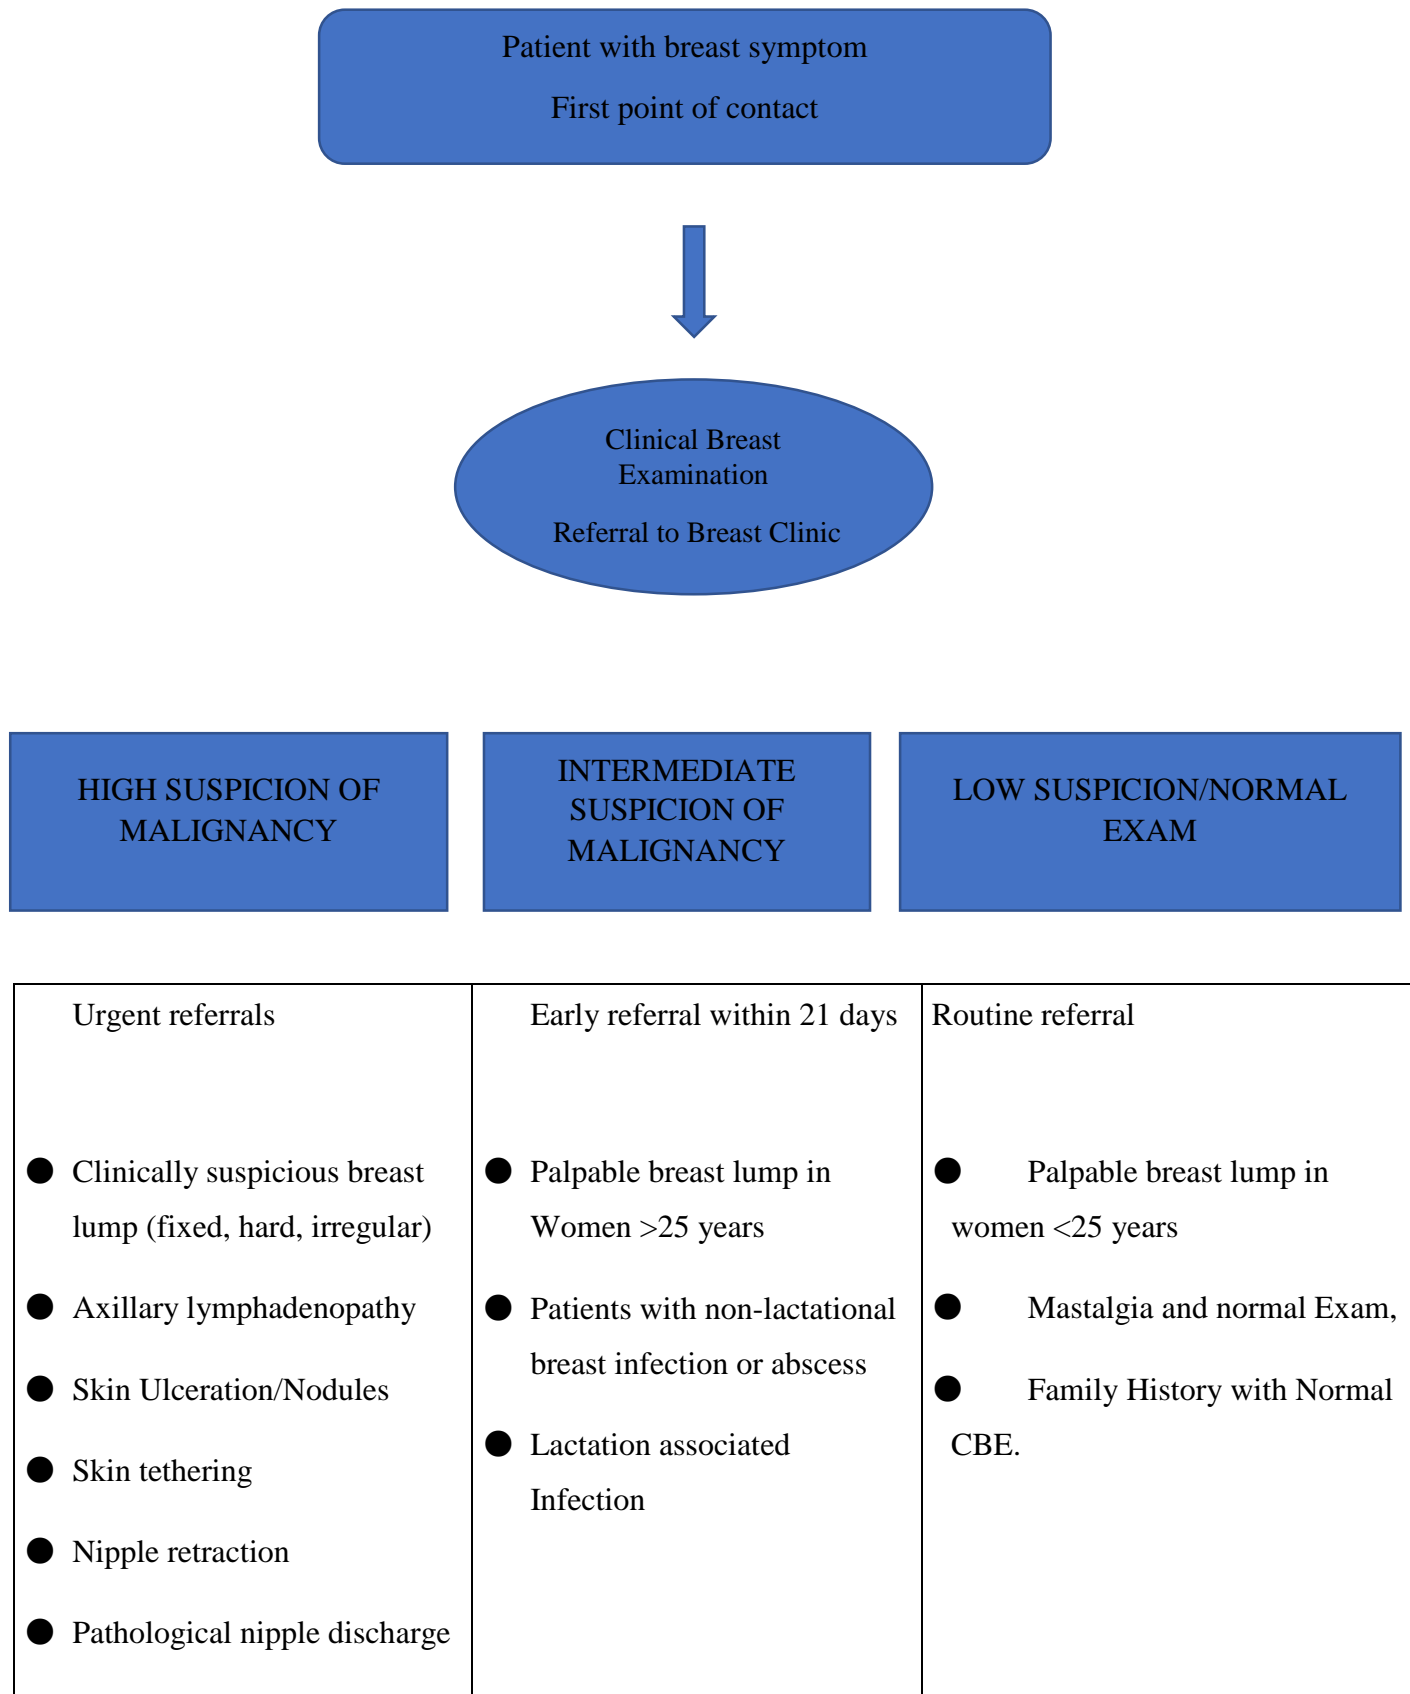 Patient with breast symptom
First point of contact
Clinical Breast
Examination
Referral to Breast Clinic
HIGH SUSPICION OF
MALIGNANCY
INTERMEDIATE
SUSPICION OF
MALIGNANCY
LOW SUSPICION/NORMAL
EXAM
Urgent referrals
● Clinically suspicious breast
lump (fixed, hard, irregular)
● Axillary lymphadenopathy
● Skin Ulceration/Nodules
● Skin tethering
● Nipple retraction
● Pathological nipple discharge
Early referral within 21 days
● Palpable breast lump in
Women >25 years
● Patients with non-lactational
breast infection or abscess
● Lactation associated
Infection
Routine referral
● Palpable breast lump in
women <25 years
● Mastalgia and normal Exam,
● Family History with Normal
CBE.